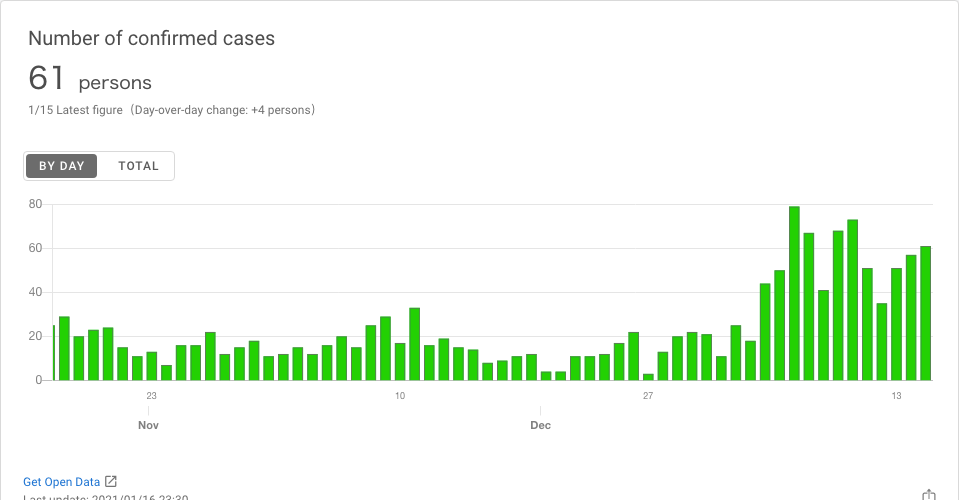 Number of confirmed cases
61 persons
1/15 Latest figure（Day-over-day change: +4 persons）
BY DAY TOTAL
80
60
40
20
0
23 10 27 13
Nov Dec
Get Open Data
Last update: 2021/01/16 23:30